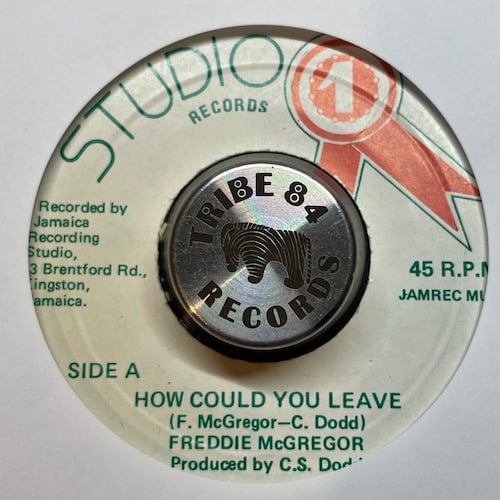 STUDIO
1
RECORDS
Recorded by
Jamaica
Recording
Studio,
3 Brentford Rd.,
ingston,
amaica.
TRIBE 84
RECORDS
45 R.P.M
JAMREC MU
SIDE A
HOW COULD YOU LEAVE
(F. McGregor–C. Dodd)
FREDDIE McGREGOR
Produced by C.S. Dod